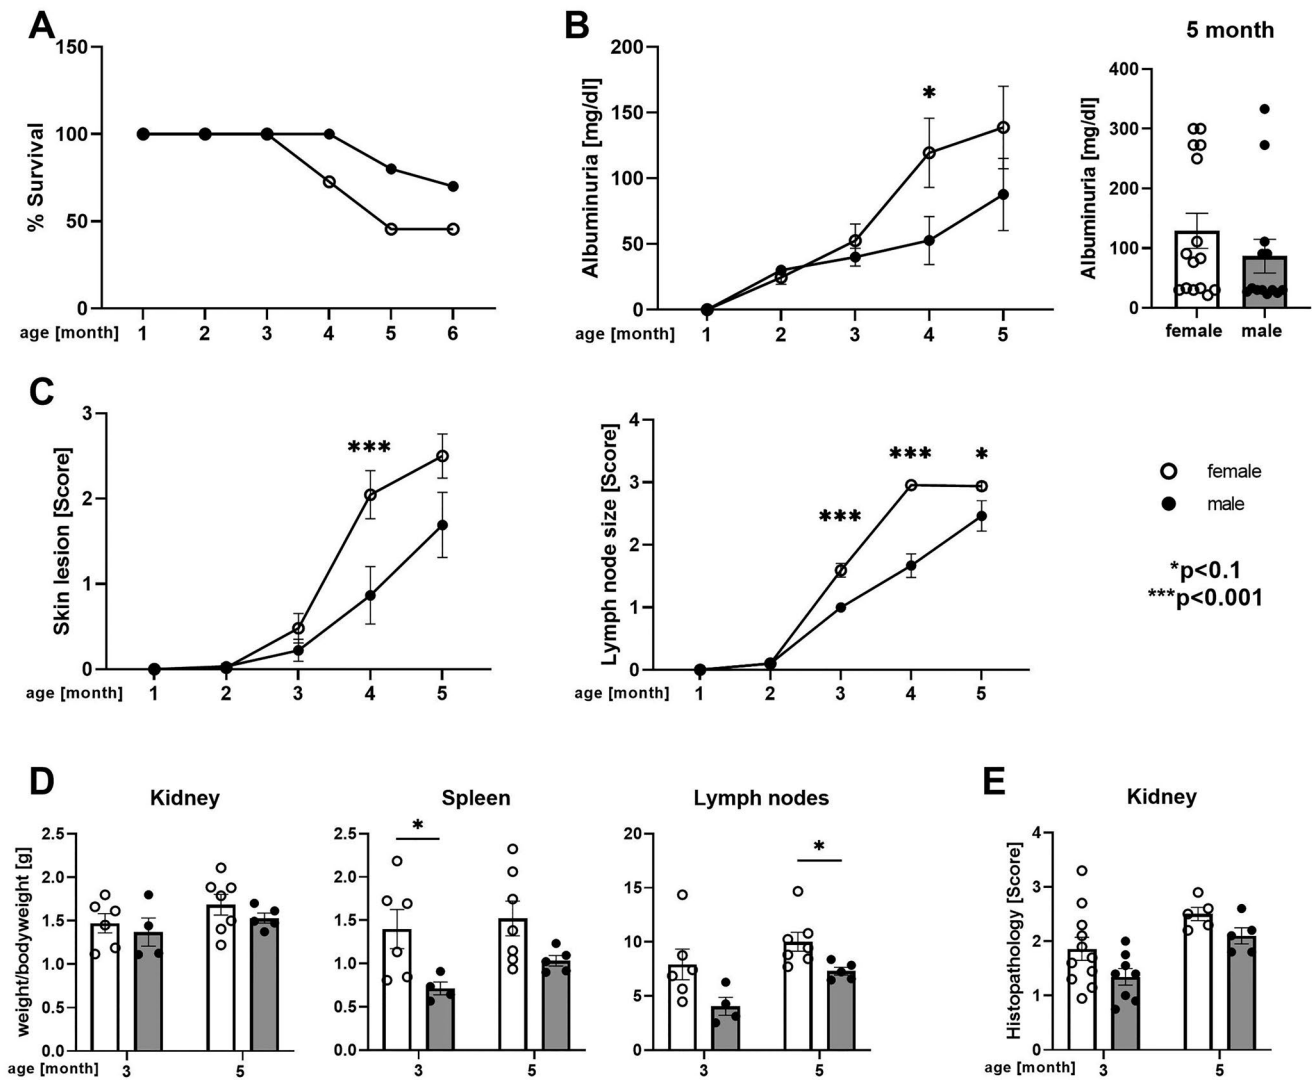 A
150
100
50
0
% Survival
age [month] 1 2 3 4 5 6
B
200
150
100
50
0
Albuminuria [mg/dl]
*
age [month] 1 2 3 4 5
5 month
400
300
200
100
0
Albuminuria [mg/dl]
female male
C
3
2
1
0
Skin lesion [Score]
***
age [month] 1 2 3 4 5
4
3
2
1
0
Lymph node size [Score]
*** *** *
age [month] 1 2 3 4 5
female
male
*p<0.1
***p<0.001
D
Kidney
2.5
2.0
1.5
1.0
0.5
0.0
weight/bodyweight [g]
age [month] 3 5
Spleen
2.5
2.0
1.5
1.0
0.5
0.0
*
3 5
Lymph nodes
20
15
10
5
0
*
3 5
E
Kidney
4
3
2
1
0
Histopathology [Score]
age [month] 3 5